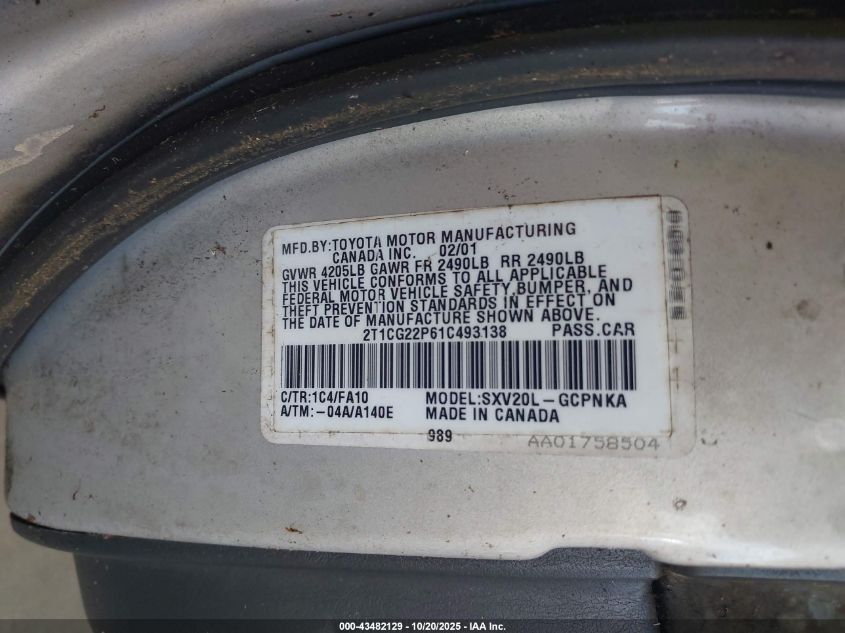 MFD.BY:TOYOTA MOTOR MANUFACTURING
CANADA INC. 02/01
GVWR 4205LB GAWR FR 2490LB RR 2490LB
THIS VEHICLE CONFORMS TO ALL APPLICABLE
FEDERAL MOTOR VEHICLE SAFETY,BUMPER, AND
THEFT PREVENTION STANDARDS IN EFFECT ON
THE DATE OF MANUFACTURE SHOWN ABOVE.
2T1CG22P61C493138 PASS.CAR
C/TR:1C4/FA10 MODEL:SXV20L-GCPNKA
A/TM:-04A/A140E MADE IN CANADA
989 AA01758504
000-43482129 - 10/20/2025 - IAA Inc.